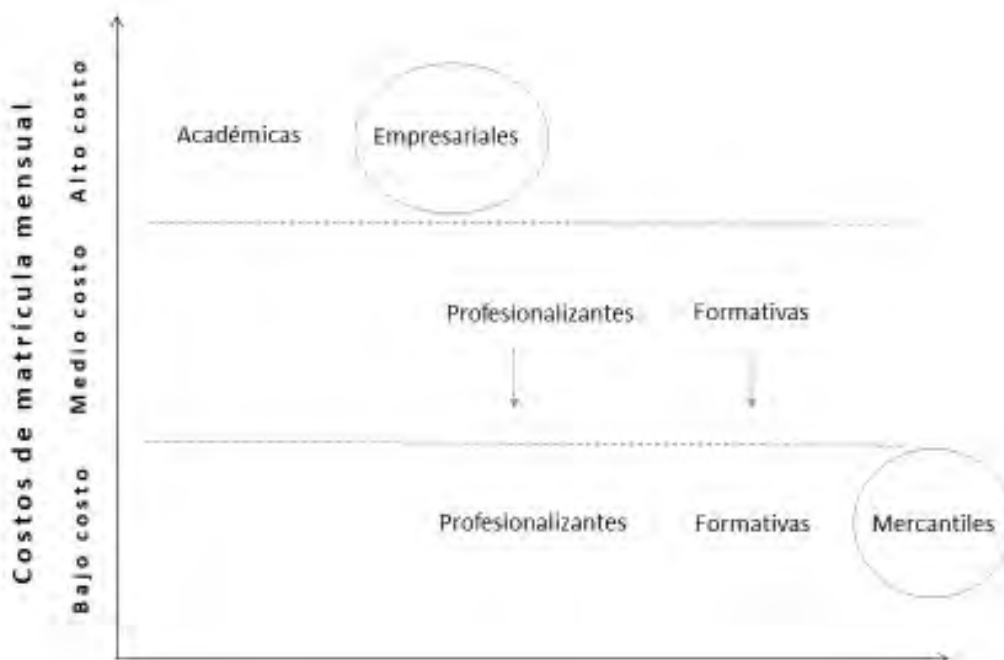 Costos de matrícula mensual
Alto costo
Académicas
Empresariales
Medio costo
Profesionalizantes
Formativas
Bajo costo
Profesionalizantes
Formativas
Mercantiles